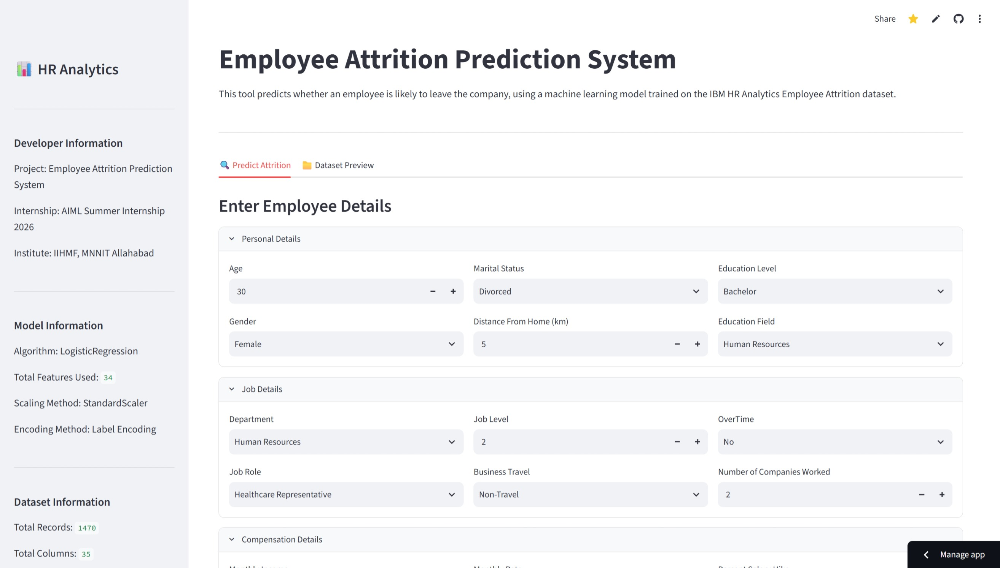 Share
HR Analytics
Developer Information
Project: Employee Attrition Prediction
System
Internship: AIML Summer Internship
2026
Institute: IIHMF, MNNIT Allahabad
Model Information
Algorithm: LogisticRegression
Total Features Used: 34
Scaling Method: StandardScaler
Encoding Method: Label Encoding
Dataset Information
Total Records: 1470
Total Columns: 35
Employee Attrition Prediction System
This tool predicts whether an employee is likely to leave the company, using a machine learning model trained on the IBM HR Analytics Employee Attrition dataset.
Predict Attrition Dataset Preview
Enter Employee Details
Personal Details
Age Marital Status Education Level
30 Divorced Bachelor
Gender Distance From Home (km) Education Field
Female 5 Human Resources
Job Details
Department Job Level OverTime
Human Resources 2 No
Job Role Business Travel Number of Companies Worked
Healthcare Representative Non-Travel 2
Compensation Details
Manage app